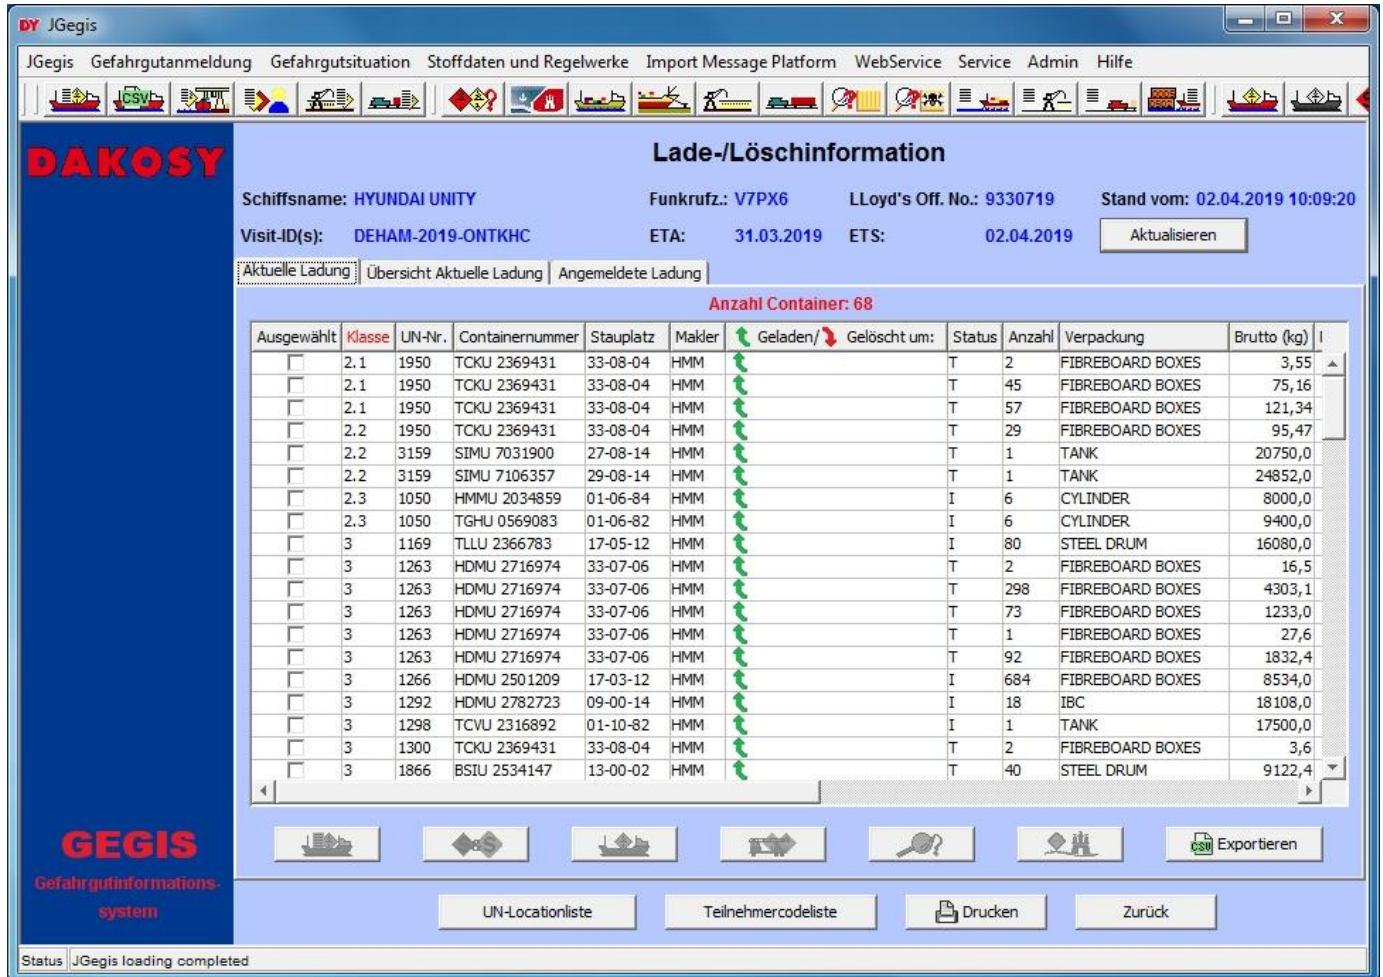 DY JGegis
JGegis Gefahrgutanmeldung Gefahrgutsituation Stoffdaten und Regelwerke Import Message Platform WebService Service Admin Hilfe
CSV
DAKOSY
Lade-/Löschinformation
Schiffsname: HYUNDAI UNITY Funkrufz.: V7PX6 LLoyd's Off. No.: 9330719 Stand vom: 02.04.2019 10:09:20
Visit-ID(s): DEHAM-2019-ONTKHC ETA: 31.03.2019 ETS: 02.04.2019 Aktualisieren
Aktuelle Ladung Übersicht Aktuelle Ladung Angemeldete Ladung
Anzahl Container: 68
Ausgewählt Klasse UN-Nr. Containernummer Stauplatz Makler Geladen/ Gelöscht um: Status Anzahl Verpackung Brutto (kg)
2.1 1950 TCKU 2369431 33-08-04 HMM T 2 FIBREBOARD BOXES 3,55
2.1 1950 TCKU 2369431 33-08-04 HMM T 45 FIBREBOARD BOXES 75,16
2.1 1950 TCKU 2369431 33-08-04 HMM T 57 FIBREBOARD BOXES 121,34
2.2 1950 TCKU 2369431 33-08-04 HMM T 29 FIBREBOARD BOXES 95,47
2.2 3159 SIMU 7031900 27-08-14 HMM T 1 TANK 20750,0
2.2 3159 SIMU 7106357 29-08-14 HMM T 1 TANK 24852,0
2.3 1050 HMMU 2034859 01-06-84 HMM I 6 CYLINDER 8000,0
2.3 1050 TGHU 0569083 01-06-82 HMM I 6 CYLINDER 9400,0
3 1169 TLLU 2366783 17-05-12 HMM I 80 STEEL DRUM 16080,0
3 1263 HDMU 2716974 33-07-06 HMM T 2 FIBREBOARD BOXES 16,5
3 1263 HDMU 2716974 33-07-06 HMM T 298 FIBREBOARD BOXES 4303,1
3 1263 HDMU 2716974 33-07-06 HMM T 73 FIBREBOARD BOXES 1233,0
3 1263 HDMU 2716974 33-07-06 HMM T 1 FIBREBOARD BOXES 27,6
3 1263 HDMU 2716974 33-07-06 HMM T 92 FIBREBOARD BOXES 1832,4
3 1266 HDMU 2501209 17-03-12 HMM I 684 FIBREBOARD BOXES 8534,0
3 1292 HDMU 2782723 09-00-14 HMM I 18 IBC 18108,0
3 1298 TCVU 2316892 01-10-82 HMM I 1 TANK 17500,0
3 1300 TCKU 2369431 33-08-04 HMM T 2 FIBREBOARD BOXES 3,6
3 1866 BSIU 2534147 13-00-02 HMM T 40 STEEL DRUM 9122,4
&S ? CSV Exportieren
GEGIS
Gefahrgutinformations-
system
UN-Locationliste Teilnehmercodeliste Drucken Zurück
Status JGegis loading completed